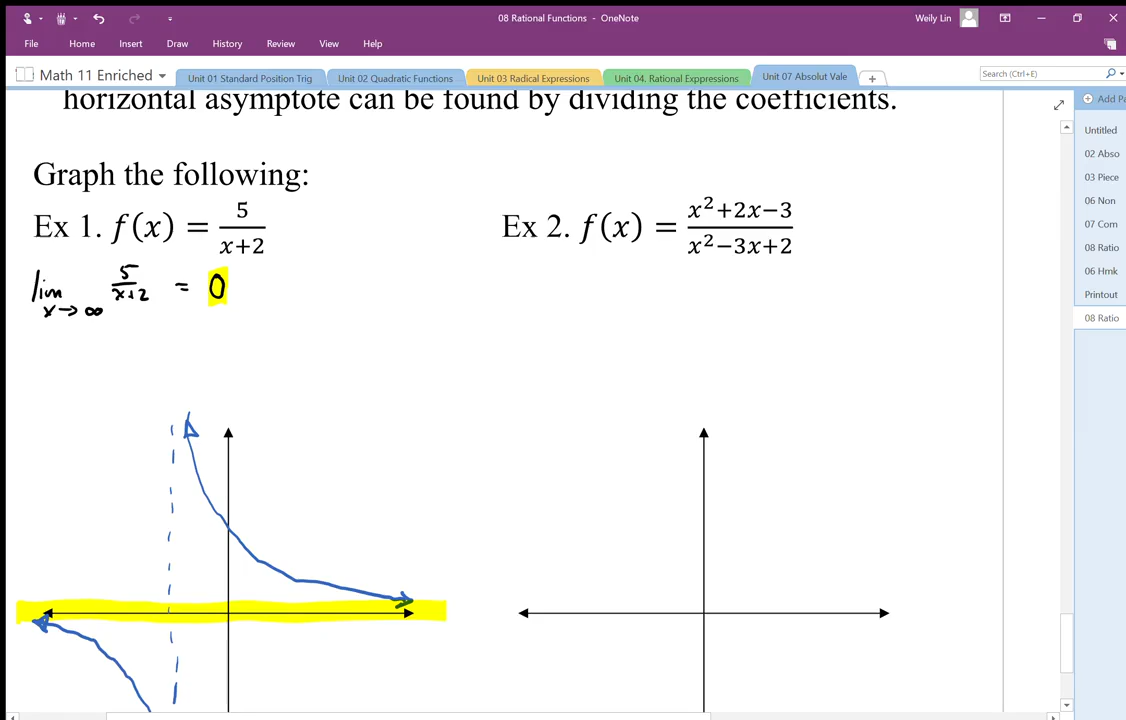 08 Rational Functions - OneNote
Weily Lin
File Home Insert Draw History Review View Help
Math 11 Enriched
Unit 01 Standard Position Trig
Unit 02 Quadratic Functions
Unit 03 Radical Expressions
Unit 04. Rational Exppressions
Unit 07 Absolut Vale
Search (Ctrl+E)
horizontal asymptote can be found by dividing the coefficients.
Add Pa
Untitled
02 Abso
03 Piece
06 Non
07 Com
08 Ratio
06 Hmk
Printout
08 Ratio
Graph the following:
Ex 1. f(x) = 5/(x+2)
Ex 2. f(x) = (x²+2x−3)/(x²−3x+2)
lim x→∞ 5/(x+2) = 0